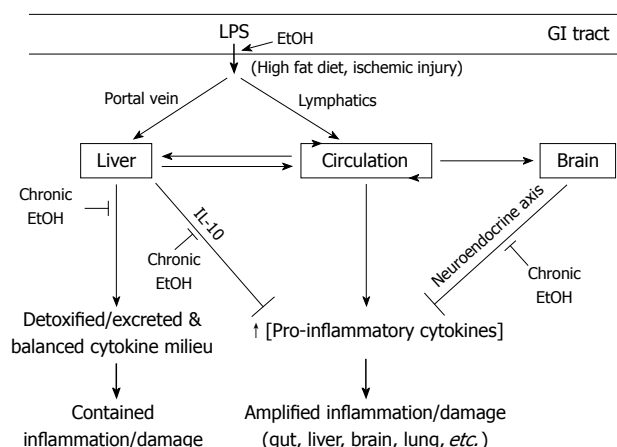 LPS
EtOH
GI tract
(High fat diet, ischemic injury)
Portal vein
Lymphatics
Liver
Circulation
Brain
Chronic
EtOH
IL-10
Chronic
EtOH
Neuroendocrine axis
Chronic
EtOH
Detoxified/excreted &
balanced cytokine milieu
↑ [Pro-inflammatory cytokines]
Contained
inflammation/damage
Amplified inflammation/damage
(gut, liver, brain, lung, etc.)